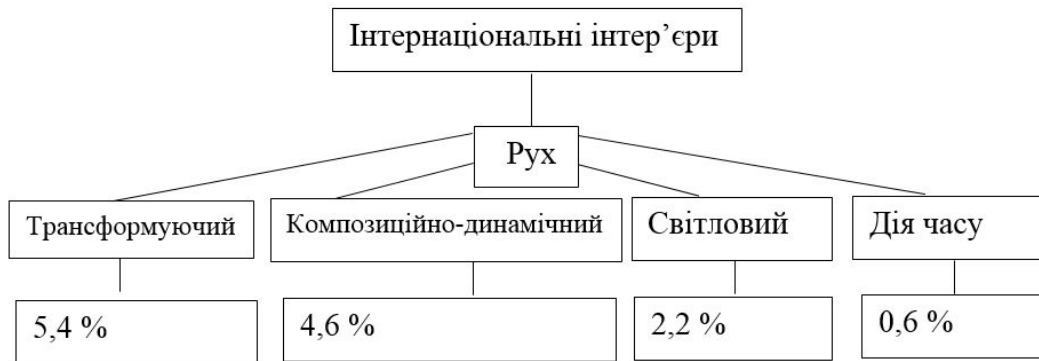 Інтернаціональні інтер’єри
Рух
Трансформуючий
Композиційно-динамічний
Світловий
Дія часу
5,4 %
4,6 %
2,2 %
0,6 %